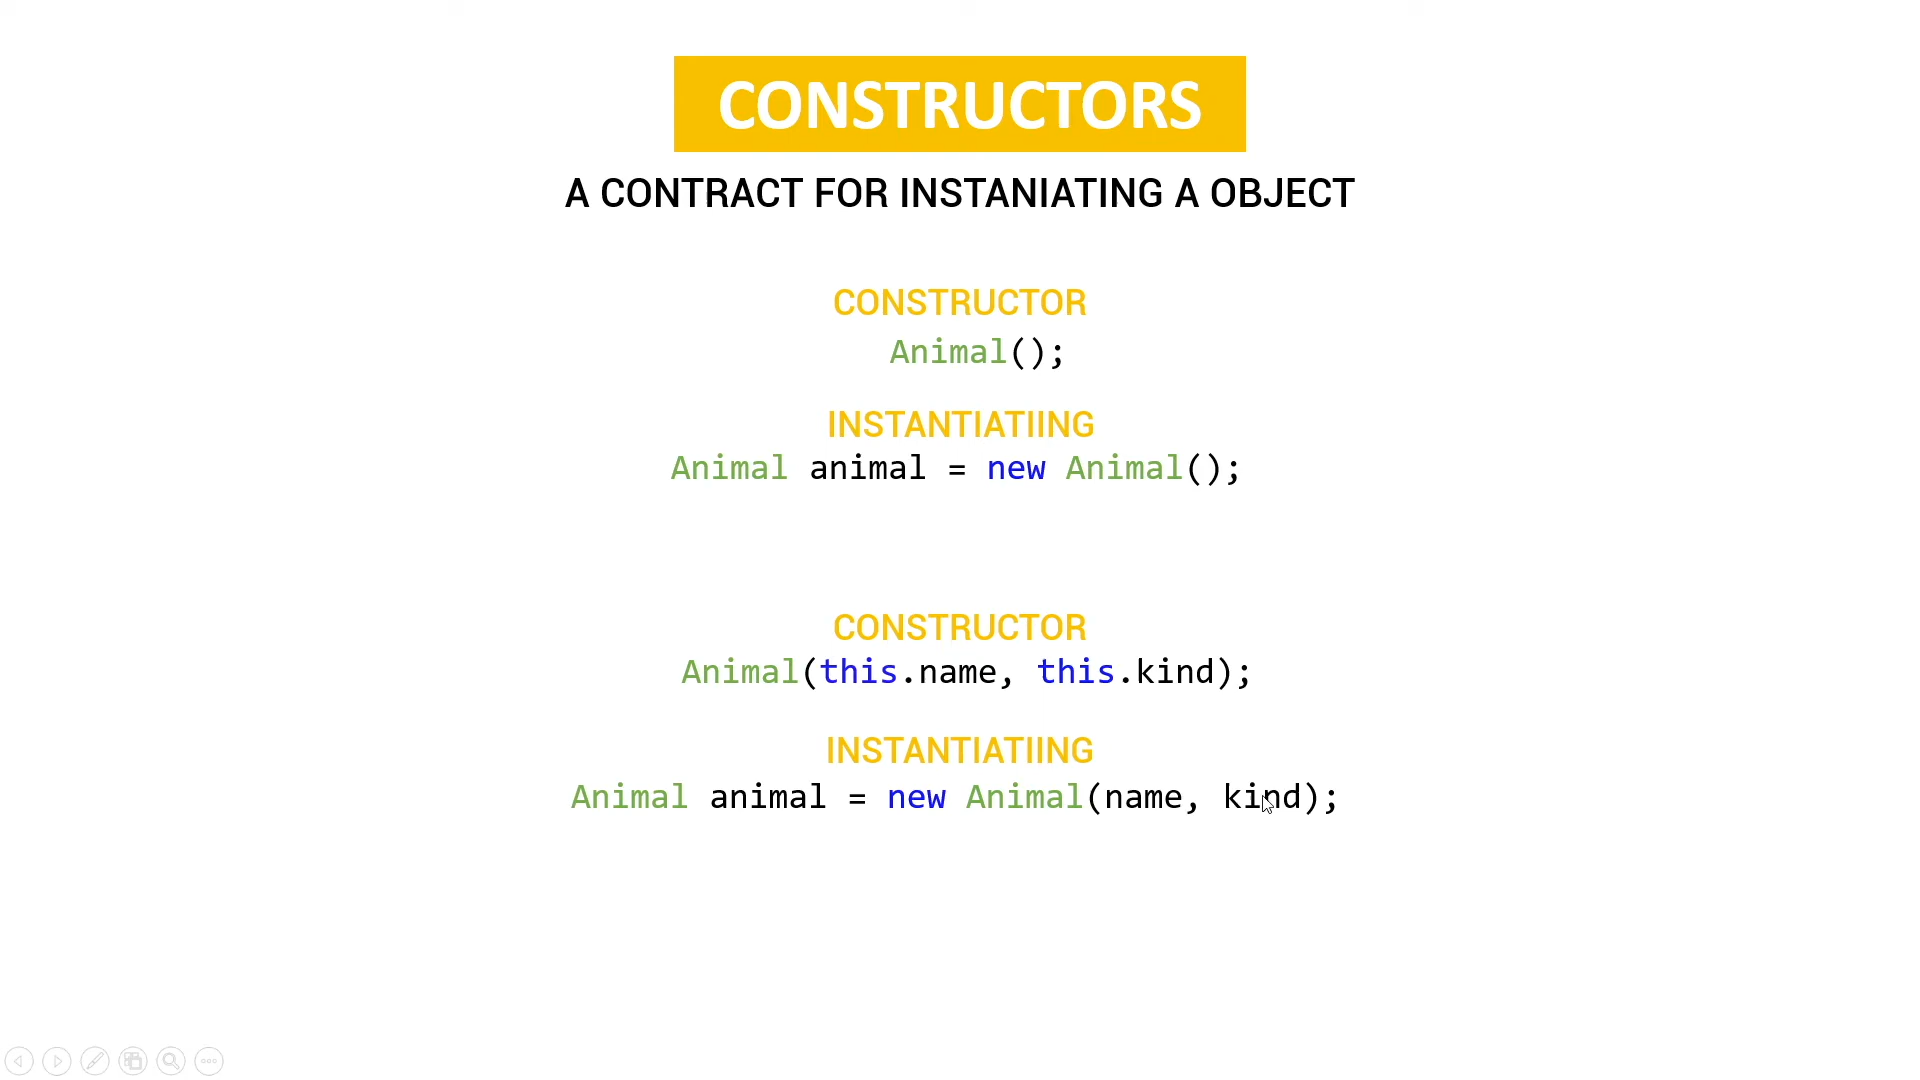 CONSTRUCTORS
A CONTRACT FOR INSTANIATING A OBJECT
CONSTRUCTOR
Animal();
INSTANTIATIING
Animal animal = new Animal();
CONSTRUCTOR
Animal(this.name, this.kind);
INSTANTIATIING
Animal animal = new Animal(name, kind);